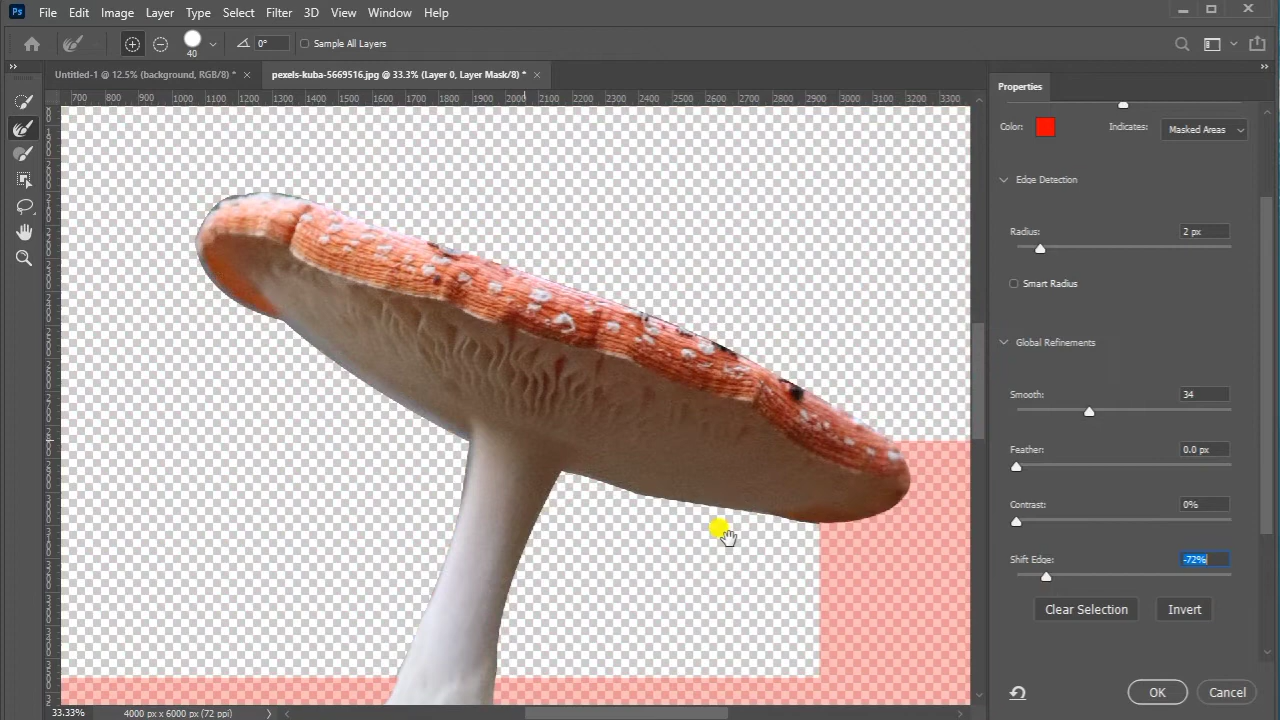 Ps File Edit Image Layer Type Select Filter 3D View Window Help
40 0° Sample All Layers
Untitled-1 @ 12.5% (background, RGB/8) * pexels-kuba-5669516.jpg @ 33.3% (Layer 0, Layer Mask/8) *
700 800 900 1000 1100 1200 1300 1400 1500 1600 1700 1800 1900 2000 2100 2200 2300 2400 2500 2600 2700 2800 2900 3000 3100 3200 3300
Properties
Color: Indicates: Masked Areas
Edge Detection
Radius: 2 px
Smart Radius
Global Refinements
Smooth: 34
Feather: 0.0 px
Contrast: 0%
Shift Edge: -72%
Clear Selection Invert
OK Cancel
33.33% 4000 px x 6000 px (72 ppi)